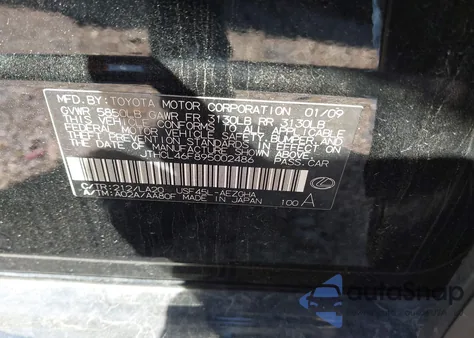 MFD.BY:TOYOTA MOTOR CORPORATION 01/09
GVWR 5850LB GAWR FR 3130LB RR 3130LB
THIS VEHICLE CONFORMS TO ALL APPLICABLE
FEDERAL MOTOR VEHICLE SAFETY, BUMPER AND
THEFT PREVENTION STANDARDS IN EFFECT ON
THE DATE OF MANUFACTURE SHOWN ABOVE.
JTHCL46F895002486 PASS.CAR
C/TR:212/LA20 USF45L-AEZGHA
A/TM:A02A/AA80F MADE IN JAPAN 100 A
autoSnap